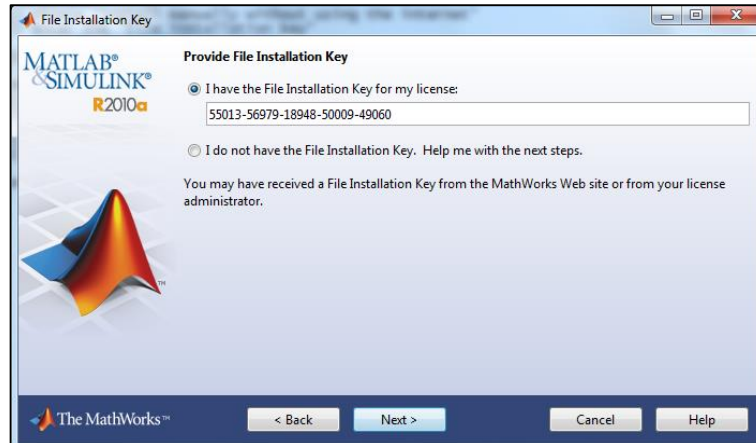 File Installation Key
MATLAB®
&SIMULINK®
R2010a
Provide File Installation Key
I have the File Installation Key for my license:
55013-56979-18948-50009-49060
I do not have the File Installation Key. Help me with the next steps.
You may have received a File Installation Key from the MathWorks Web site or from your license
administrator.
TM
The MathWorks™
< Back
Next >
Cancel
Help